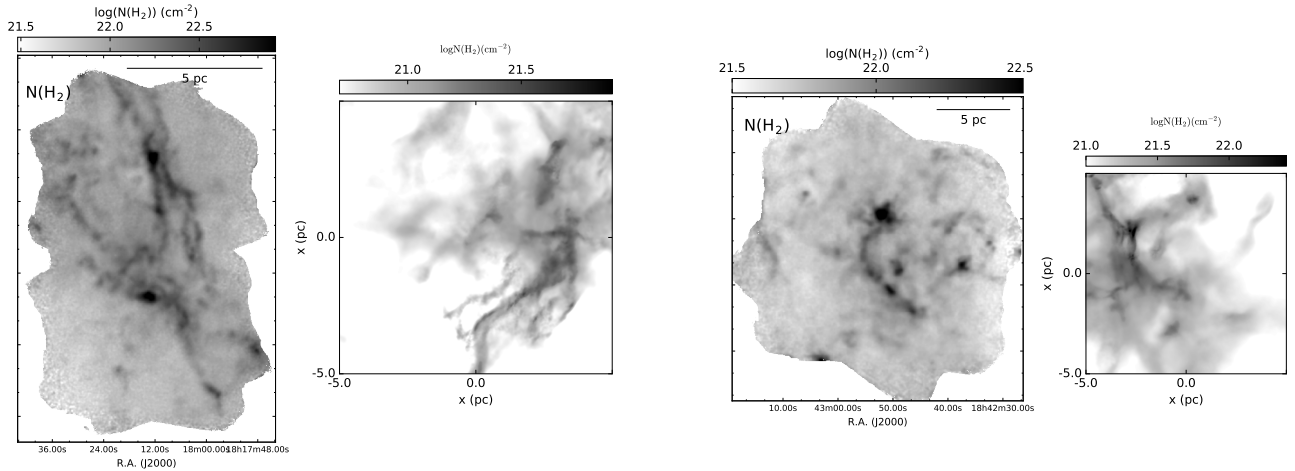 log(N(H₂)) (cm⁻²)
21.5 22.0 22.5
5 pc
N(H₂)
36.00s 24.00s 12.00s 18m00.00s 18h17m48.00s
R.A. (J2000)
logN(H₂)(cm⁻²)
21.0 21.5
x (pc)
0.0
-5.0
-5.0 0.0
x (pc)
log(N(H₂)) (cm⁻²)
21.5 22.0 22.5
N(H₂)
5 pc
10.00s 43m00.00s 50.00s 40.00s 18h42m30.00s
R.A. (J2000)
logN(H₂)(cm⁻²)
21.0 21.5 22.0
x (pc)
0.0
-5.0
-5.0 0.0
x (pc)